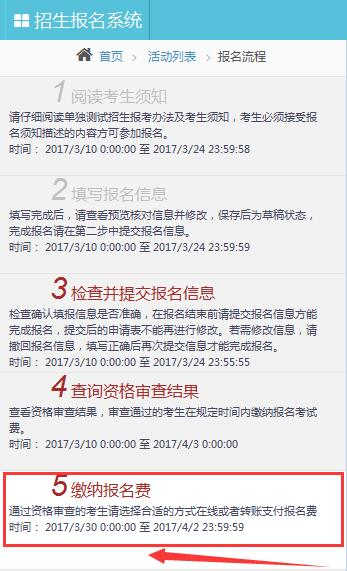 招生报名系统
首页 > 活动列表 > 报名流程
1 阅读考生须知
请仔细阅读单独测试招生报考办法及考生须知，考生必须接受报
名须知描述的内容方可参加报名。
时间： 2017/3/10 0:00:00 至 2017/3/24 23:59:58
2 填写报名信息
填写完成后，请查看预览核对信息并修改，保存后为草稿状态，
完成报名请在第二步中提交报名信息。
时间： 2017/3/10 0:00:00 至 2017/3/24 23:59:59
3 检查并提交报名信息
检查确认填报信息是否准确，在报名结束前请提交报名信息方能
完成报名，提交后的申请表不能再进行修改。若需修改信息，请
撤回报名信息，填写正确后再次提交信息才能完成报名。
时间： 2017/3/10 0:00:00 至 2017/3/24 23:55:55
4 查询资格审查结果
查看资格审查结果，审查通过的考生在规定时间内缴纳报名考试
费。
时间： 2017/3/10 0:00:00 至 2017/4/3 0:00:00
5 缴纳报名费
通过资格审查的考生请选择合适的方式在线或者转账支付报名费
时间： 2017/3/30 0:00:00 至 2017/4/2 23:59:59